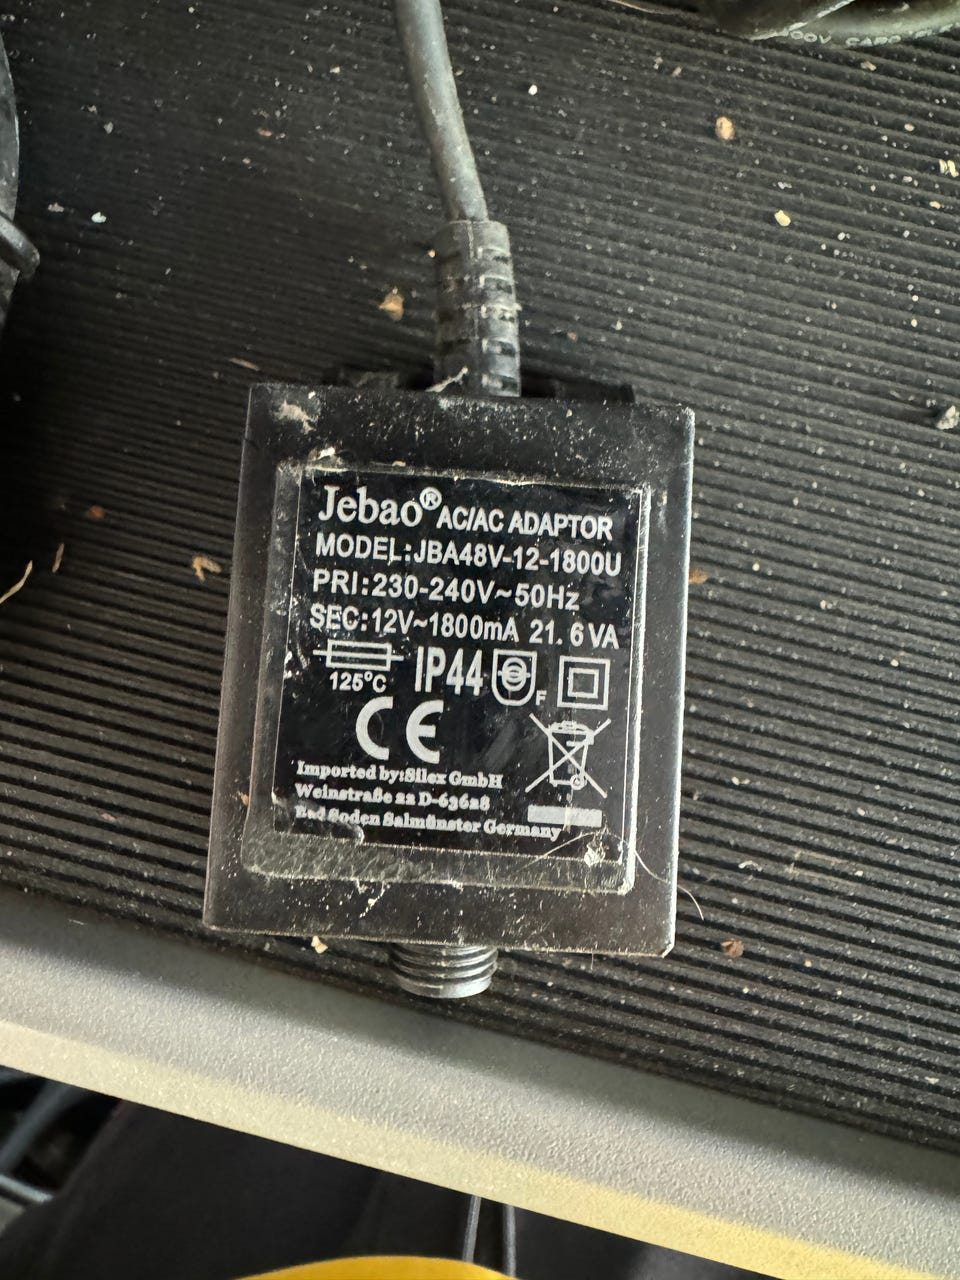 Jebao® AC/AC ADAPTOR
MODEL:JBA48V-12-1800U
PRI:230-240V~50Hz
SEC:12V~1800mA 21.6VA
125°C IP44 F
CE
Imported by:Silex GmbH
Weinstraße 22 D-63628
Bad Soden Salmünster Germany